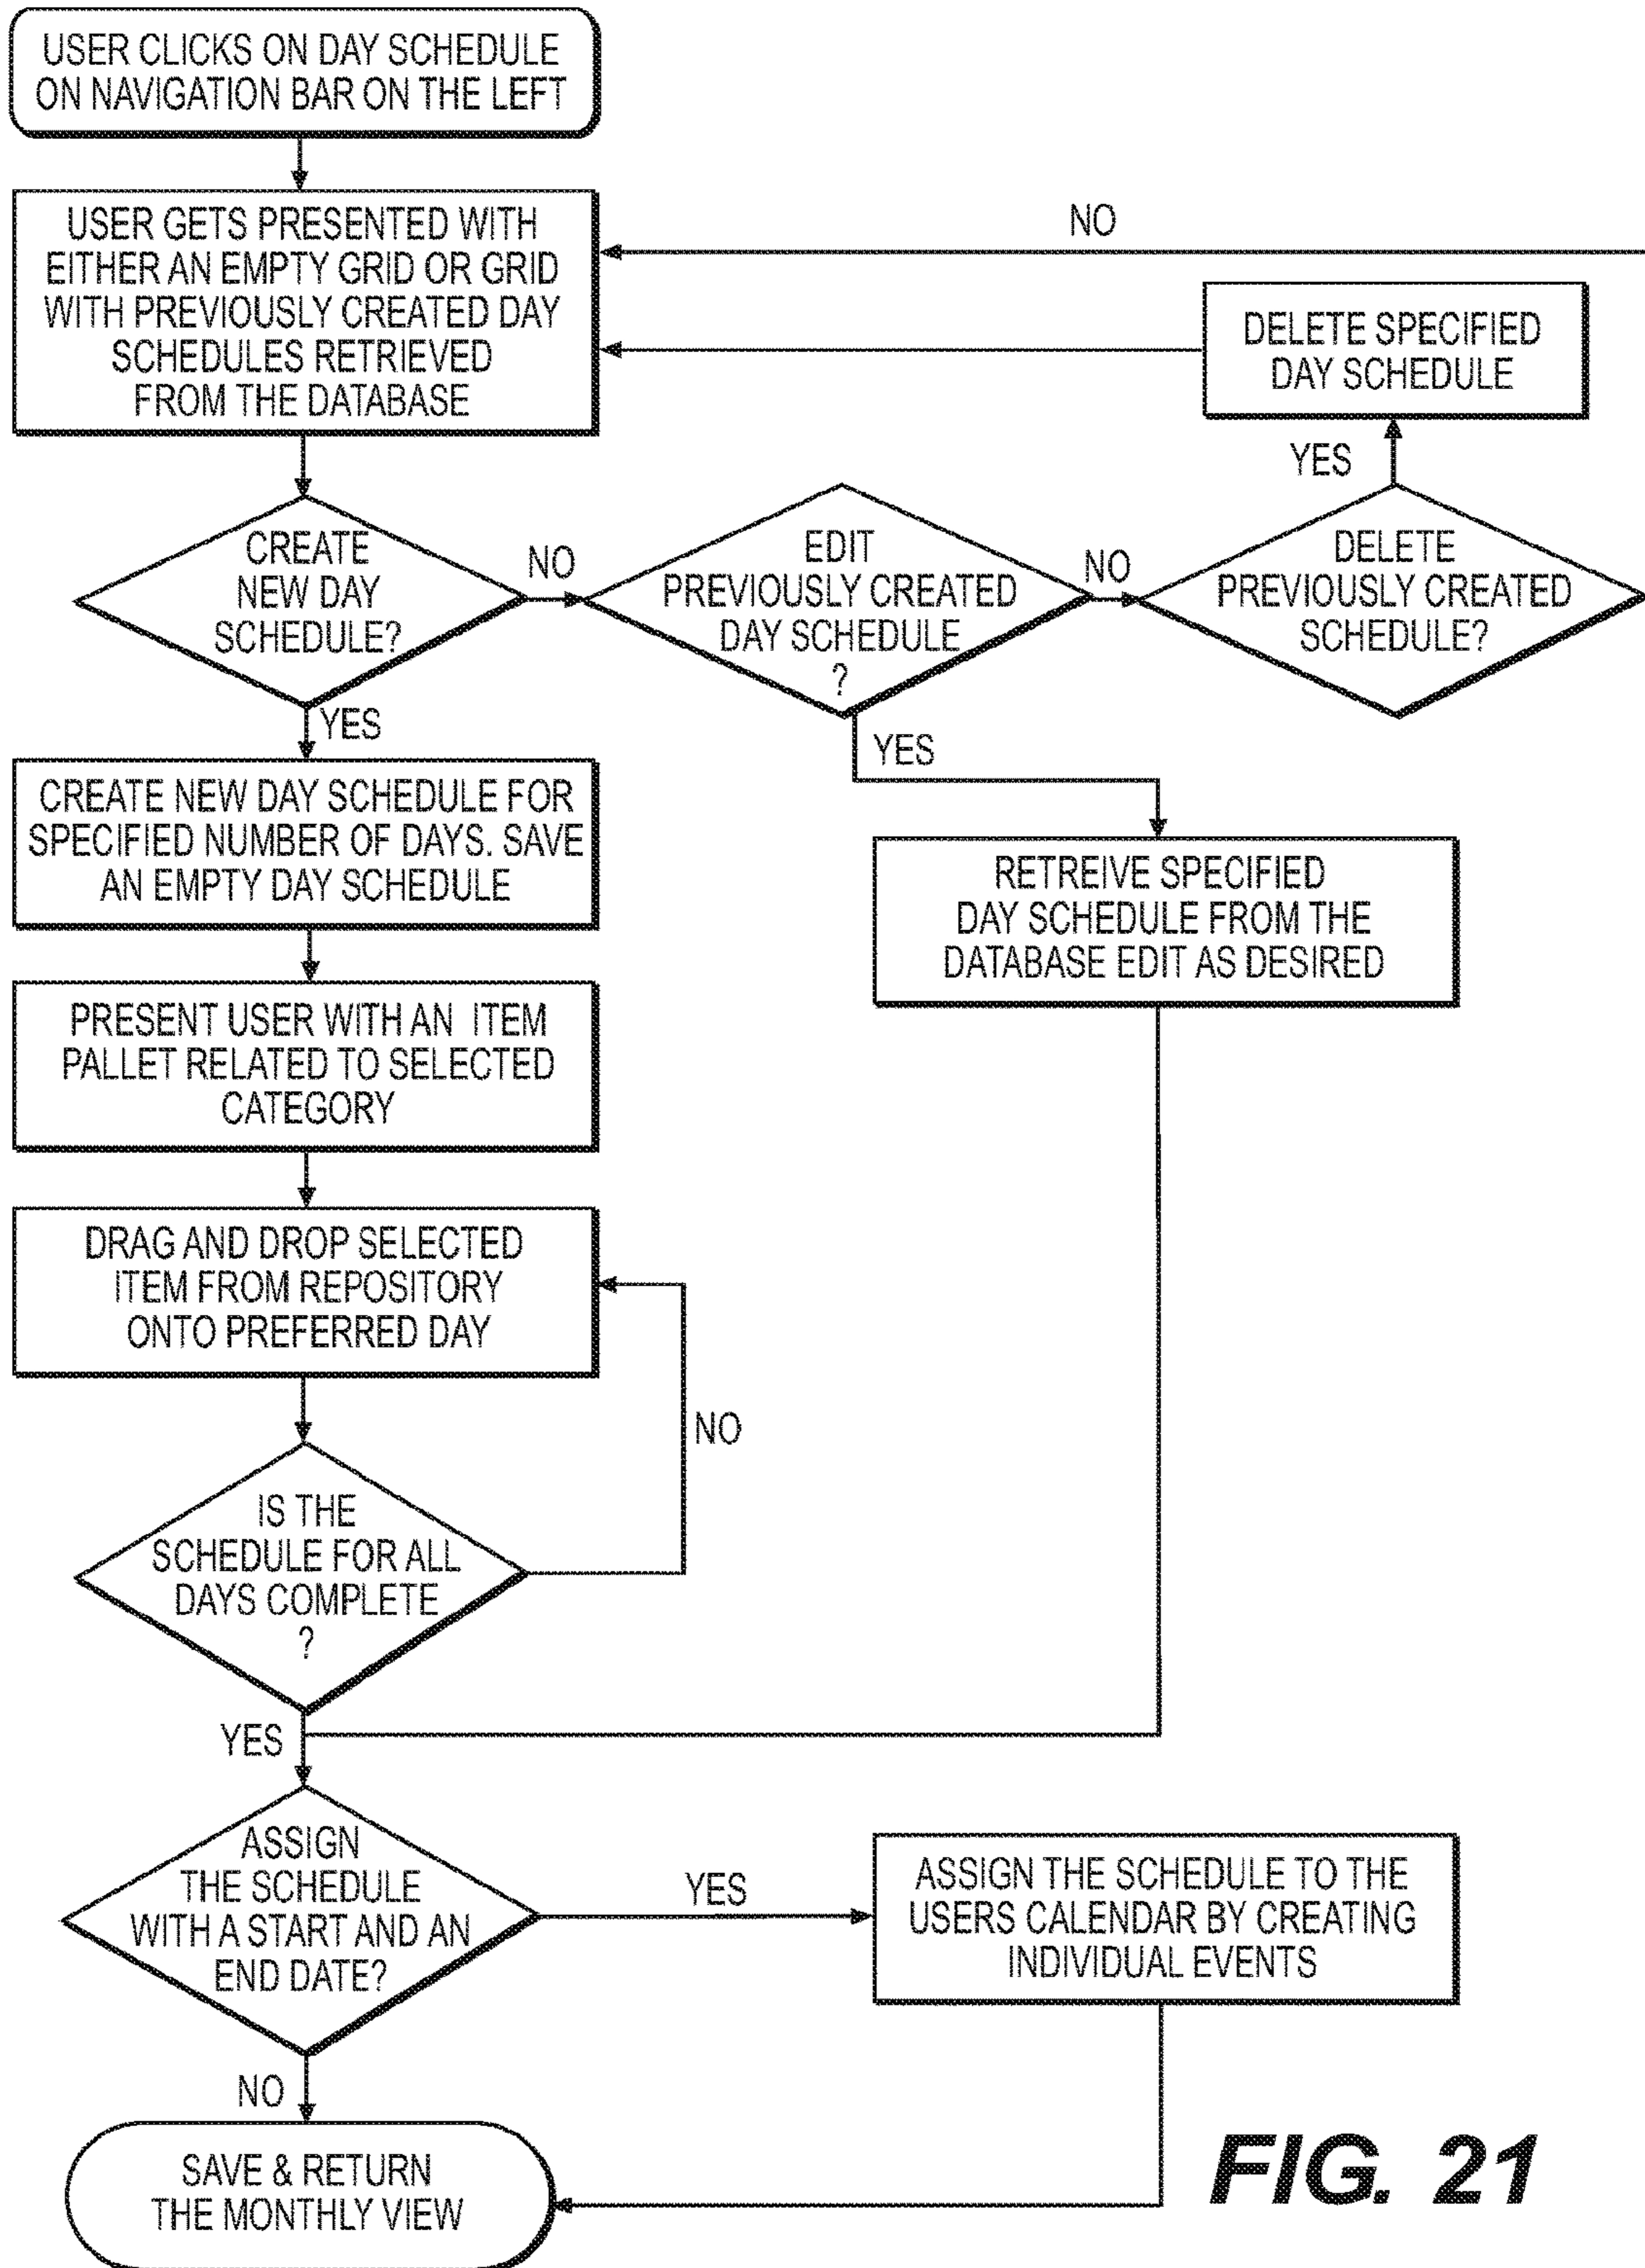 USER CLICKS ON DAY SCHEDULE
ON NAVIGATION BAR ON THE LEFT
USER GETS PRESENTED WITH
EITHER AN EMPTY GRID OR GRID
WITH PREVIOUSLY CREATED DAY
SCHEDULES RETRIEVED
FROM THE DATABASE
NO
DELETE SPECIFIED
DAY SCHEDULE
YES
CREATE
NEW DAY
SCHEDULE?
NO
EDIT
PREVIOUSLY CREATED
DAY SCHEDULE
?
NO
DELETE
PREVIOUSLY CREATED
SCHEDULE?
YES
YES
CREATE NEW DAY SCHEDULE FOR
SPECIFIED NUMBER OF DAYS. SAVE
AN EMPTY DAY SCHEDULE
RETREIVE SPECIFIED
DAY SCHEDULE FROM THE
DATABASE EDIT AS DESIRED
PRESENT USER WITH AN ITEM
PALLET RELATED TO SELECTED
CATEGORY
DRAG AND DROP SELECTED
ITEM FROM REPOSITORY
ONTO PREFERRED DAY
NO
IS THE
SCHEDULE FOR ALL
DAYS COMPLETE
?
YES
ASSIGN
THE SCHEDULE
WITH A START AND AN
END DATE?
YES
ASSIGN THE SCHEDULE TO THE
USERS CALENDAR BY CREATING
INDIVIDUAL EVENTS
NO
SAVE & RETURN
THE MONTHLY VIEW
FIG. 21